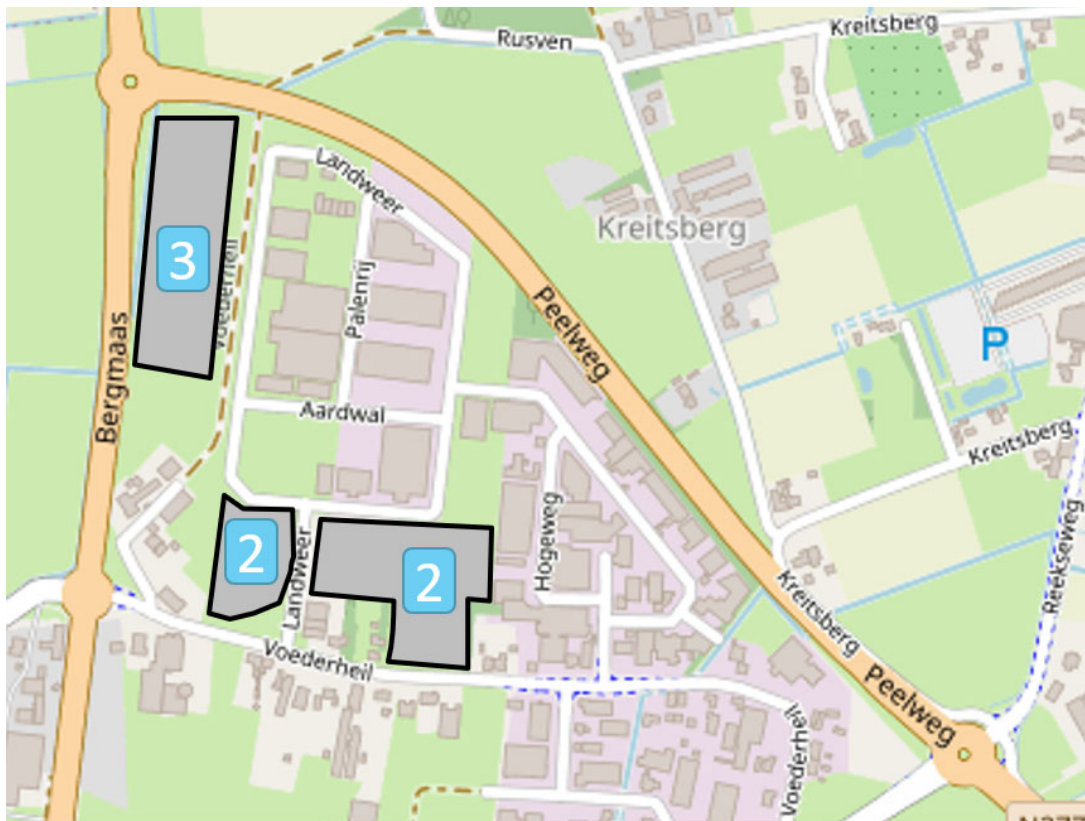 Rusven
Kreitsberg
Landweer
Kreitsberg
3
Voederheil
Palenrij
Peelweg
P
Bergmaas
Aardwal
Kreitsberg
2
Landweer
2
Hogeweg
Reekseweg
Kreitsberg
Voederheil
Peelweg
Voederheil
N277